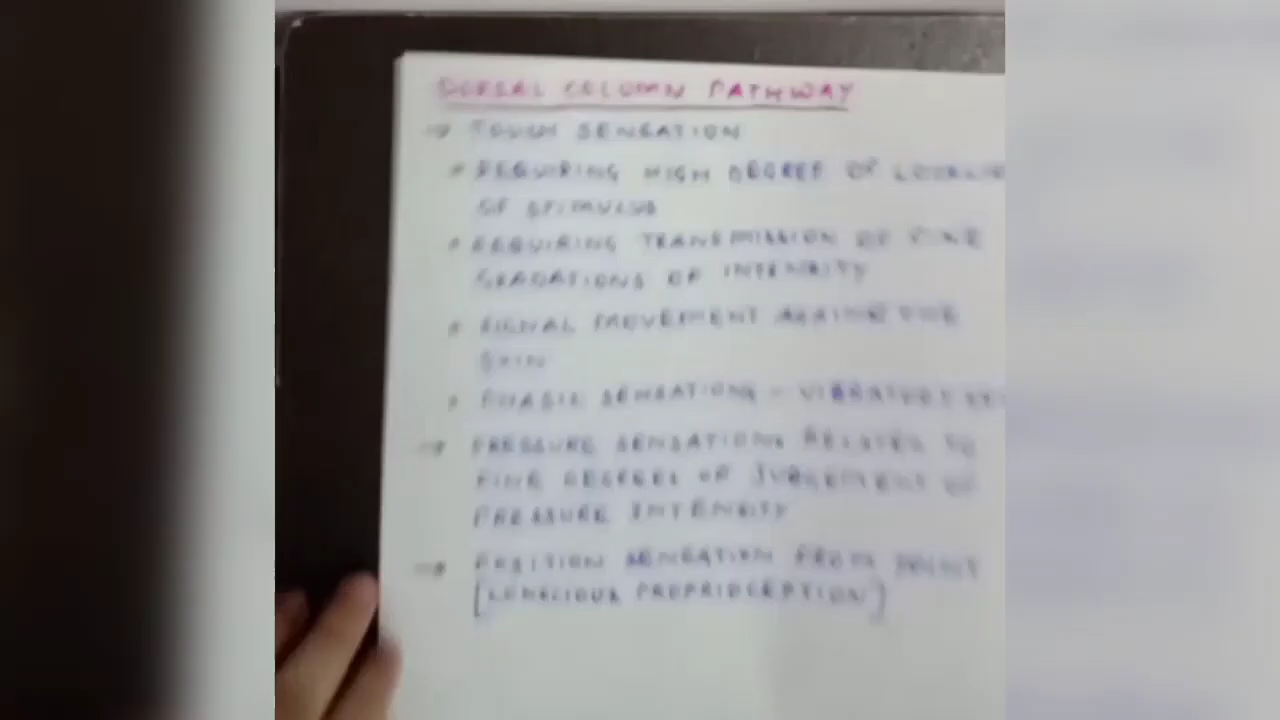 DORSAL COLUMN PATHWAY
→ TOUCH SENSATION
* REQUIRING HIGH DEGREE OF
OF STIMULUS
* REQUIRING TRANSMISSION OF FINE
GRADATIONS OF INTENSITY
* SIGNAL MOVEMENT AGAINST THE
SKIN
* PHASIC SENSATIONS - VIBRATORY
→ PRESSURE SENSATIONS RELATED TO
FINE DEGREES OF JUDGEMENT OF
PRESSURE INTENSITY
→ POSITION SENSATION FROM JOINT
[CONSCIOUS PROPRIOCEPTION]